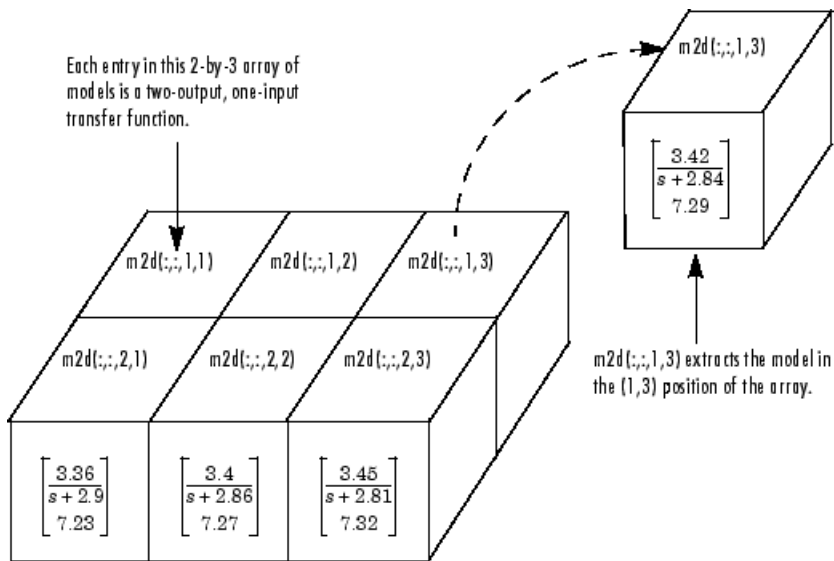 Each entry in this 2-by-3 array of
models is a two-output, one-input
transfer function.
m2d(:,:,1,3)
3.42
s + 2.84
7.29
m2d(:,:,1,1)
m2d(:,:,1,2)
m2d(:,:,1,3)
m2d(:,:,2,1)
m2d(:,:,2,2)
m2d(:,:,2,3)
m2d(:,:,1,3) extracts the model in
the (1,3) position of the array.
3.36
s + 2.9
7.23
3.4
s + 2.86
7.27
3.45
s + 2.81
7.32